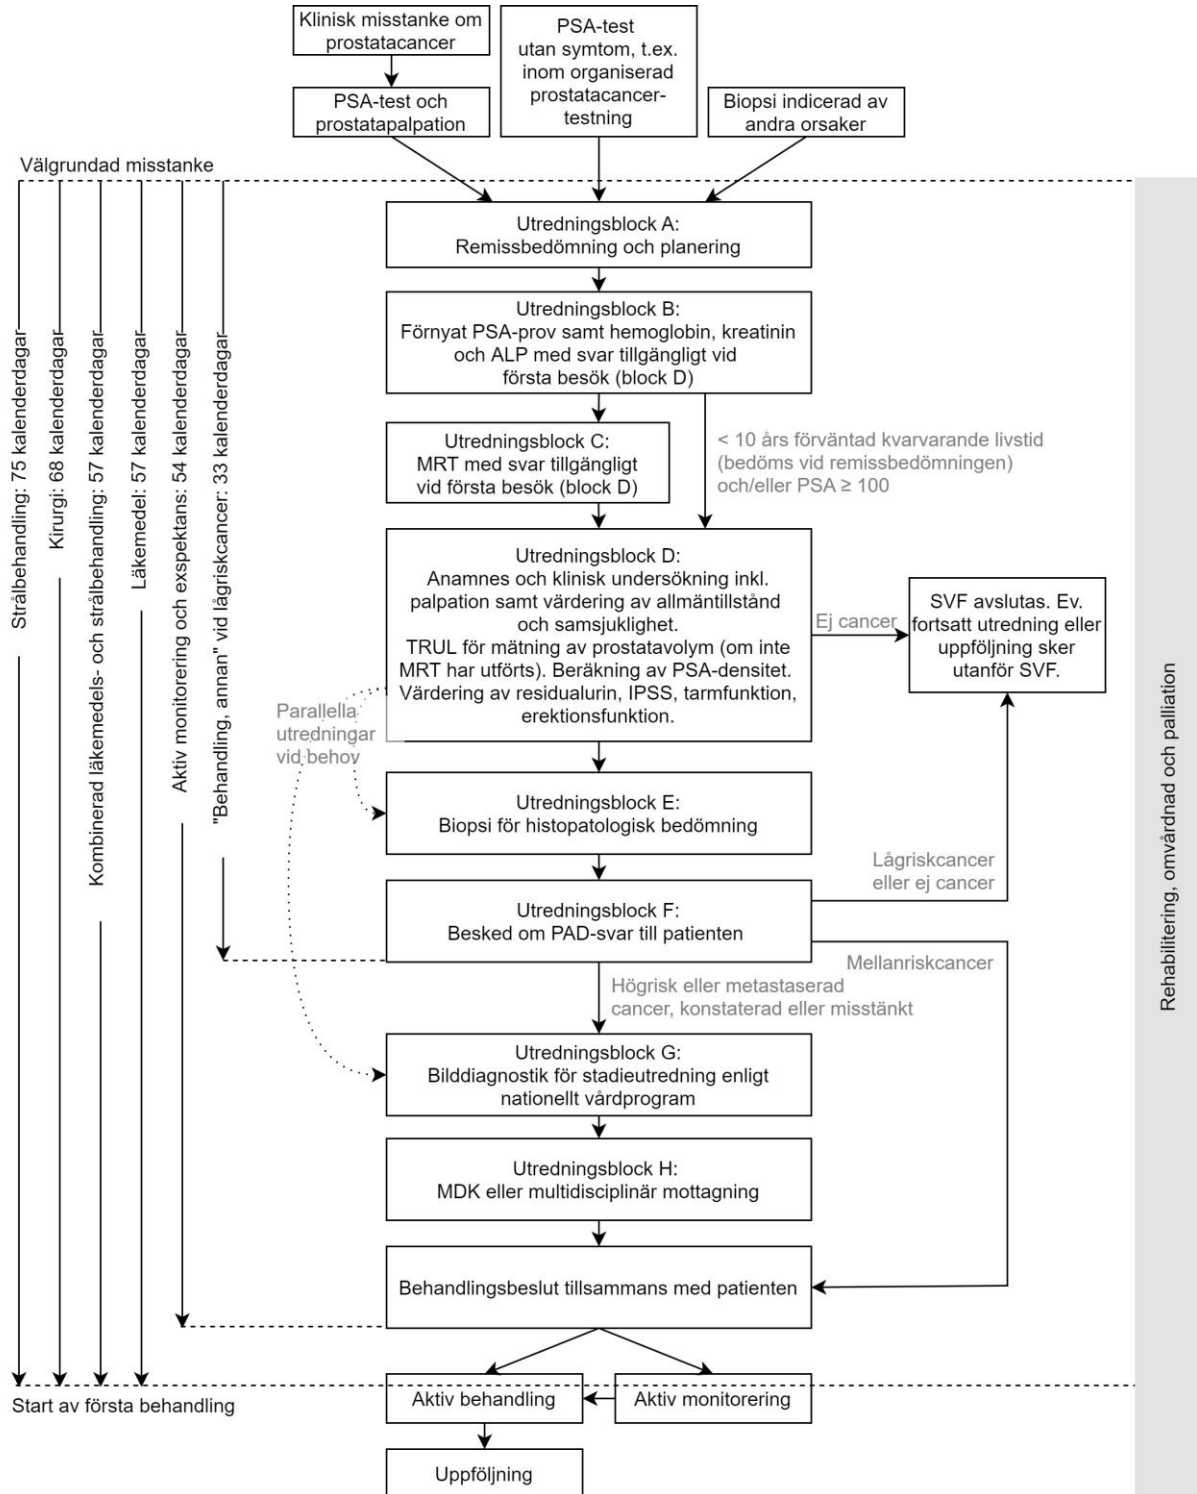 Klinisk misstanke om
prostatacancer
PSA-test
utan symtom, t.ex.
inom organiserad
prostatacancer-
testning
PSA-test och
prostatapalpation
Biopsi indicerad av
andra orsaker
Välgrundad misstanke
Strålbehandling: 75 kalenderdagar
Kirurgi: 68 kalenderdagar
Kombinerad läkemedels- och strålbehandling: 57 kalenderdagar
Läkemedel: 57 kalenderdagar
Aktiv monitorering och exspektans: 54 kalenderdagar
"Behandling, annan" vid lågriskcancer: 33 kalenderdagar
Utredningsblock A:
Remissbedömning och planering
Utredningsblock B:
Förnyat PSA-prov samt hemoglobin, kreatinin
och ALP med svar tillgängligt vid
första besök (block D)
Utredningsblock C:
MRT med svar tillgängligt
vid första besök (block D)
< 10 års förväntad kvarvarande livstid
(bedöms vid remissbedömningen)
och/eller PSA ≥ 100
Utredningsblock D:
Anamnes och klinisk undersökning inkl.
palpation samt värdering av allmäntillstånd
och samsjuklighet.
TRUL för mätning av prostatavolym (om inte
MRT har utförts). Beräkning av PSA-densitet.
Värdering av residualurin, IPSS, tarmfunktion,
erektionsfunktion.
Ej cancer
SVF avslutas. Ev.
fortsatt utredning eller
uppföljning sker
utanför SVF.
Parallella
utredningar
vid behov
Utredningsblock E:
Biopsi för histopatologisk bedömning
Lågriskcancer
eller ej cancer
Utredningsblock F:
Besked om PAD-svar till patienten
Mellanriskcancer
Högrisk eller metastaserad
cancer, konstaterad eller misstänkt
Utredningsblock G:
Bilddiagnostik för stadieutredning enligt
nationellt vårdprogram
Utredningsblock H:
MDK eller multidisciplinär mottagning
Behandlingsbeslut tillsammans med patienten
Start av första behandling
Aktiv behandling
Aktiv monitorering
Uppföljning
Rehabilitering, omvårdnad och palliation